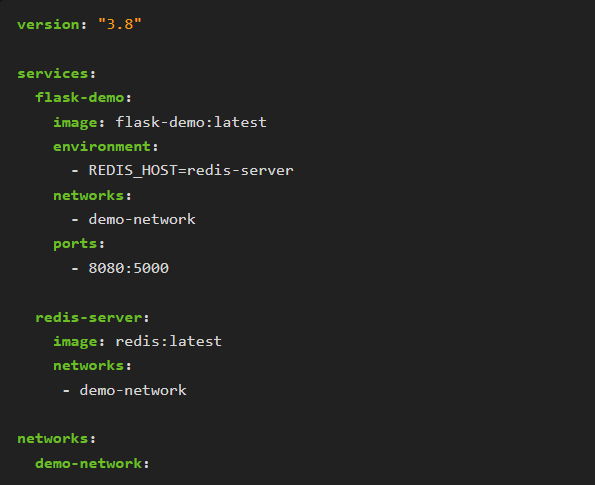 version: "3.8"

services:
  flask-demo:
    image: flask-demo:latest
    environment:
      - REDIS_HOST=redis-server
    networks:
      - demo-network
    ports:
      - 8080:5000

  redis-server:
    image: redis:latest
    networks:
     - demo-network

networks:
  demo-network: